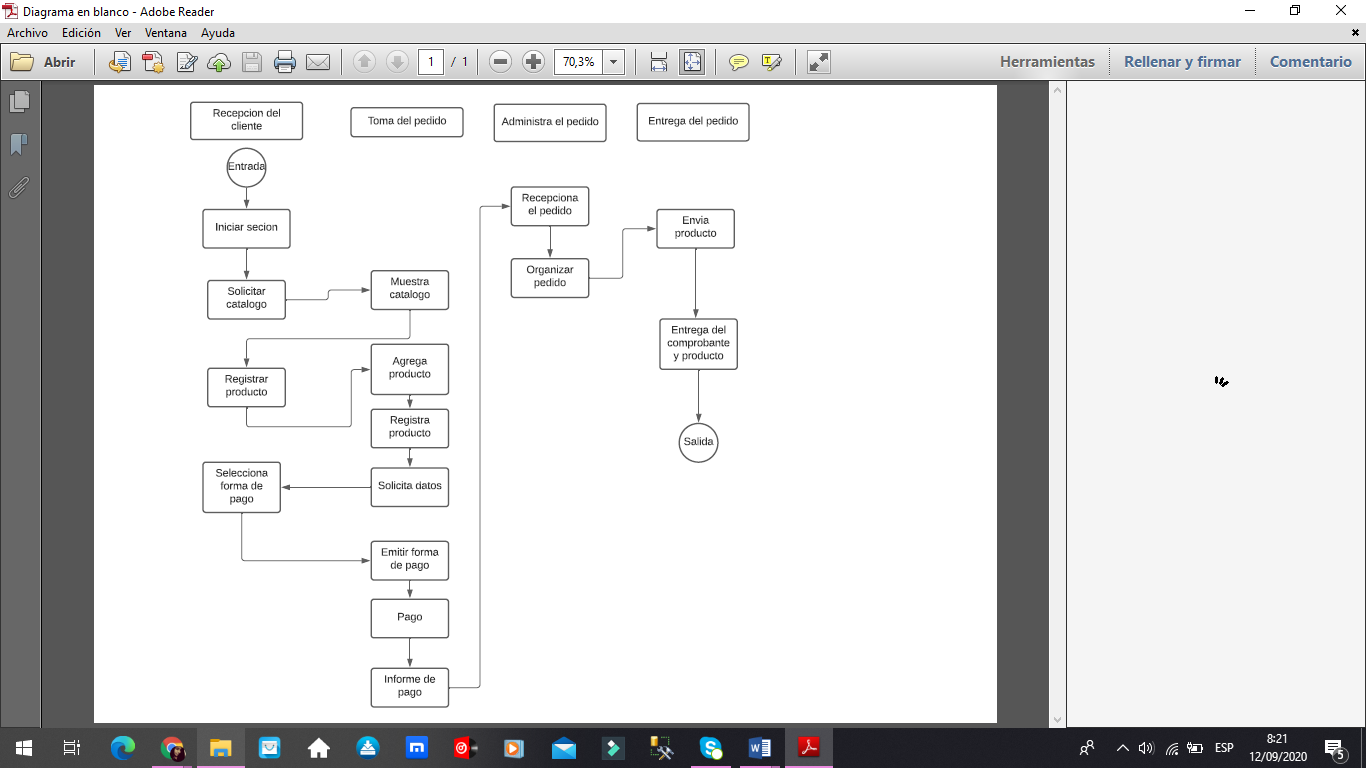 Diagrama en blanco - Adobe Reader
Archivo Edición Ver Ventana Ayuda
Abrir
1 / 1
70,3%
Herramientas
Rellenar y firmar
Comentario
Recepcion del
cliente
Toma del pedido
Administra el pedido
Entrega del pedido
Entrada
Iniciar secion
Solicitar
catalogo
Muestra
catalogo
Registrar
producto
Agrega
producto
Registra
producto
Solicita datos
Selecciona
forma de
pago
Emitir forma
de pago
Pago
Informe de
pago
Recepciona
el pedido
Organizar
pedido
Envia
producto
Entrega del
comprobante
y producto
Salida
ESP
8:21
12/09/2020
5